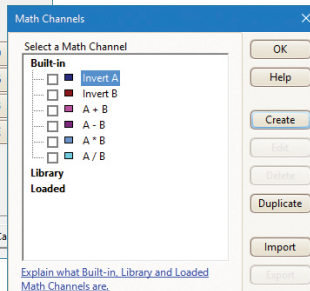 Math Channels
Select a Math Channel
Built-in
Invert A
Invert B
A + B
A - B
A * B
A / B
Library
Loaded
Explain what Built-in, Library and Loaded
Math Channels are.
OK
Help
Create
Edit
Delete
Duplicate
Import
Export